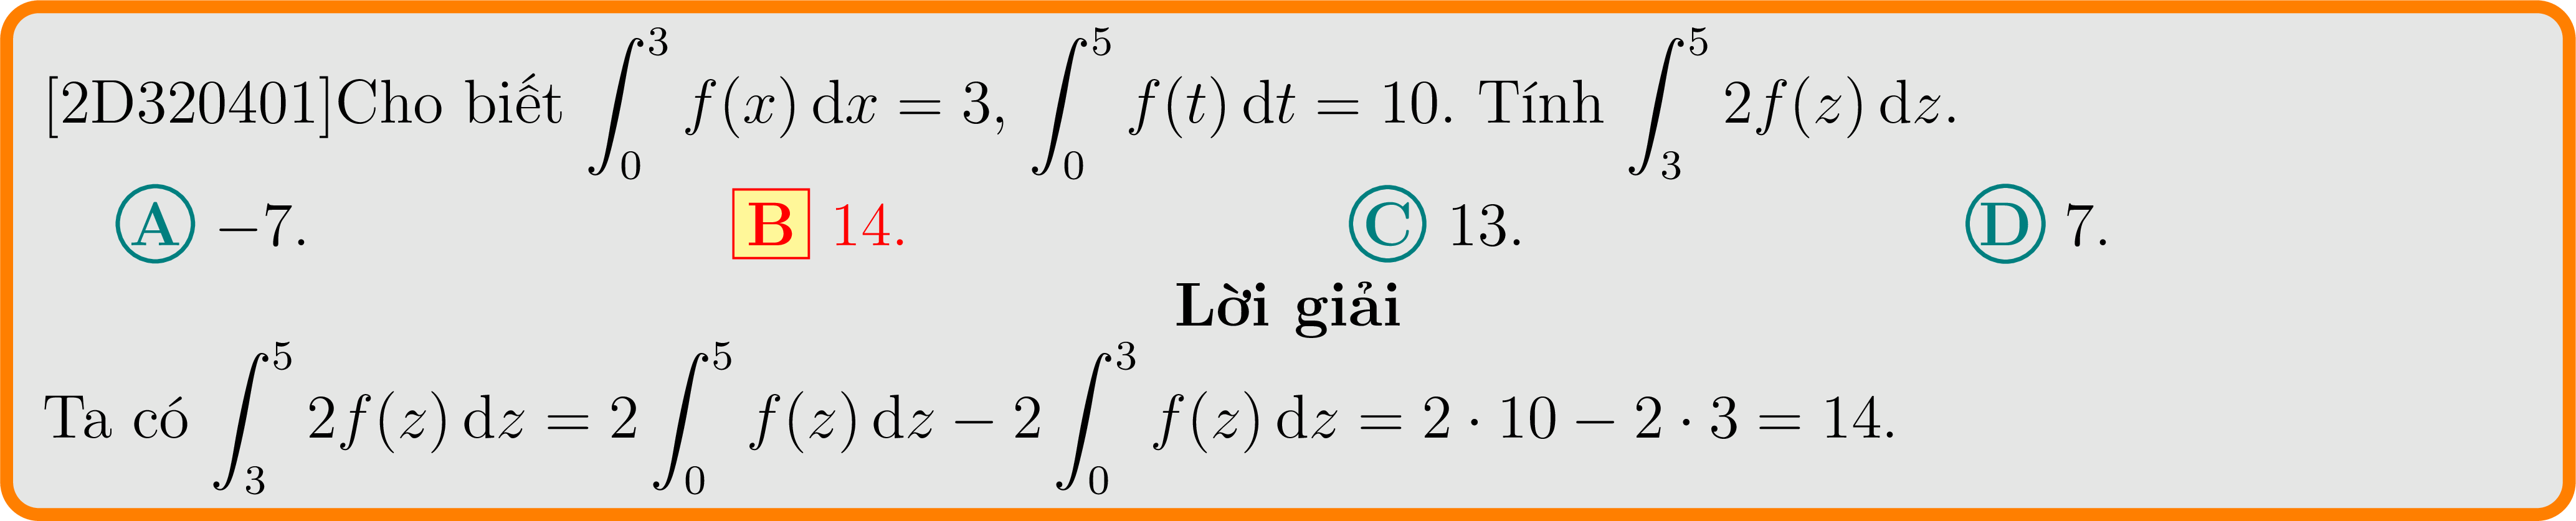 [2D320401]Cho biết $\int_0^3 f(x)\,\mathrm{d}x = 3$, $\int_0^5 f(t)\,\mathrm{d}t = 10$. Tính $\int_3^5 2f(z)\,\mathrm{d}z$.
A −7. B 14. C 13. D 7.
Lời giải
Ta có $\int_3^5 2f(z)\,\mathrm{d}z = 2\int_0^5 f(z)\,\mathrm{d}z - 2\int_0^3 f(z)\,\mathrm{d}z = 2 \cdot 10 - 2 \cdot 3 = 14$.